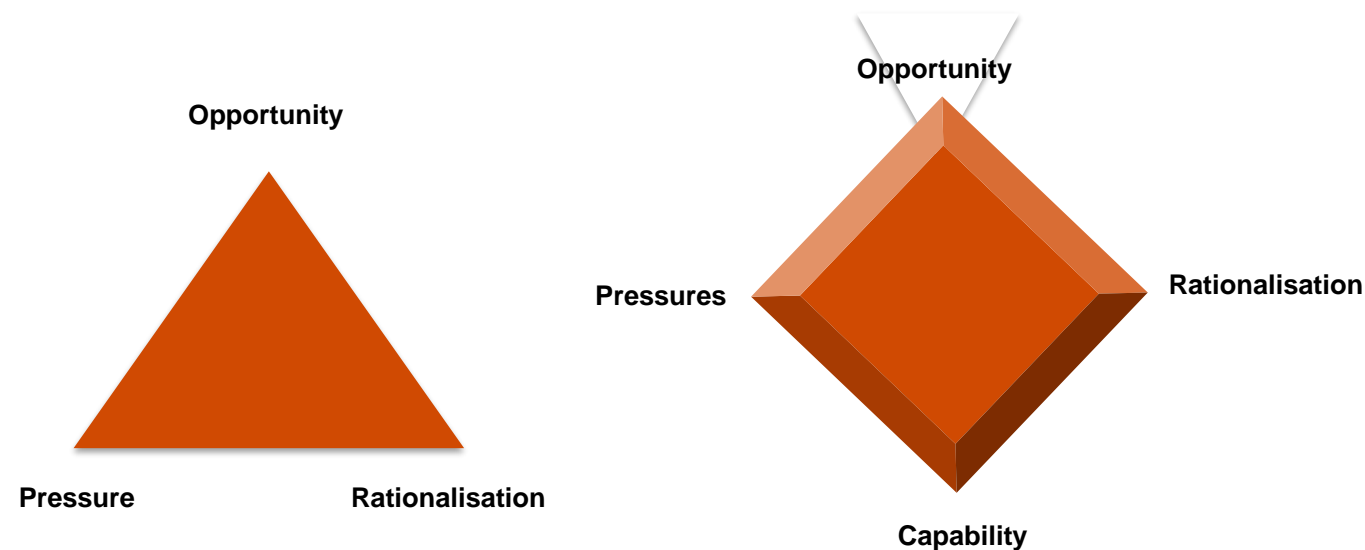 Opportunity
Pressure
Rationalisation
Opportunity
Pressures
Rationalisation
Capability